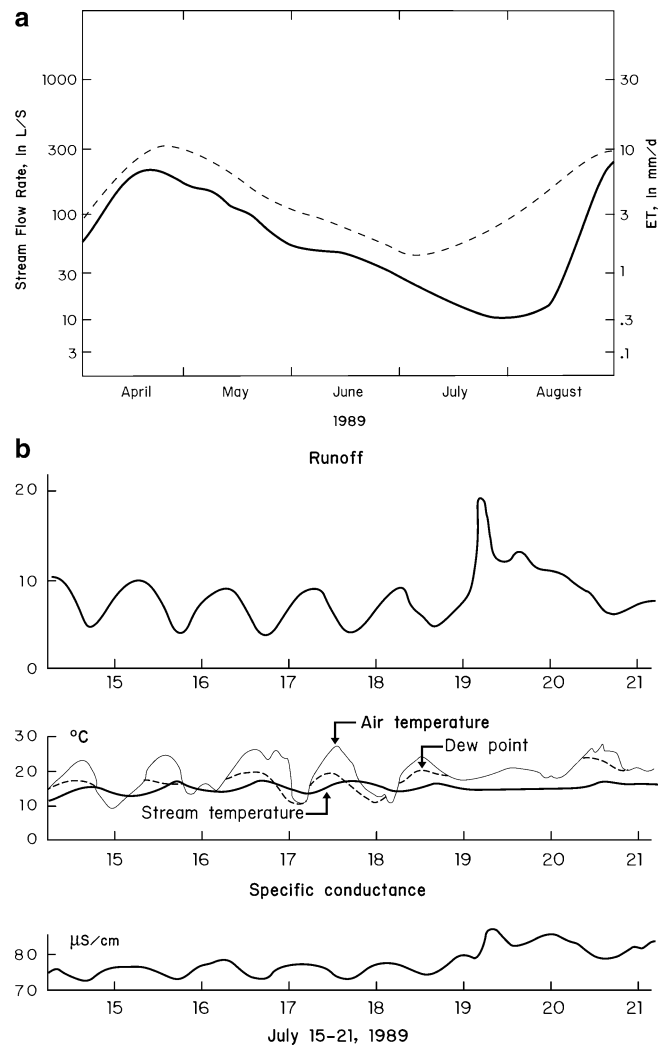 a
1000
300
100
30
10
3
Stream Flow Rate, In L/S
30
10
3
1
.3
.1
ET, In mm/d
April May June July August
1989
b
Runoff
20
10
0
15 16 17 18 19 20 21
30
20
10
0
°C
Air temperature
Dew point
Stream temperature
15 16 17 18 19 20 21
Specific conductance
80
70
µS/cm
15 16 17 18 19 20 21
July 15-21, 1989